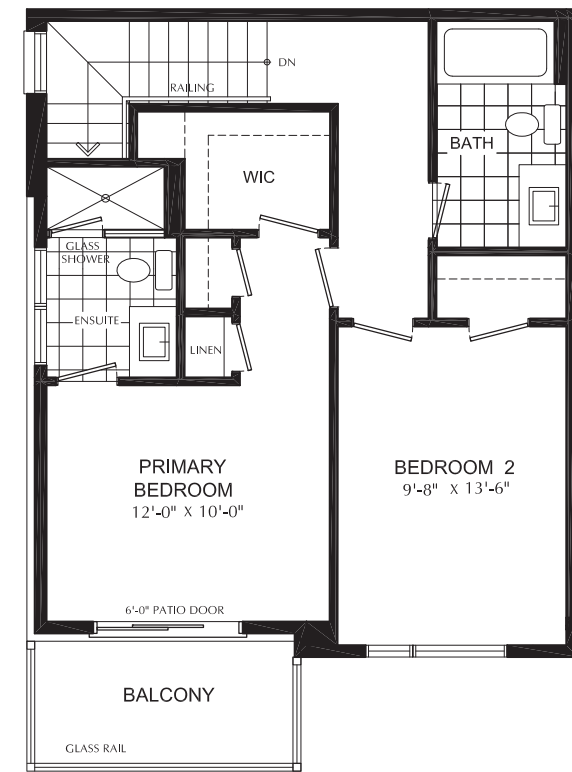 DN
RAILING
BATH
WIC
GLASS
SHOWER
ENSUITE
LINEN
PRIMARY
BEDROOM
12'-0" X 10'-0"
BEDROOM 2
9'-8" X 13'-6"
6'-0" PATIO DOOR
BALCONY
GLASS RAIL